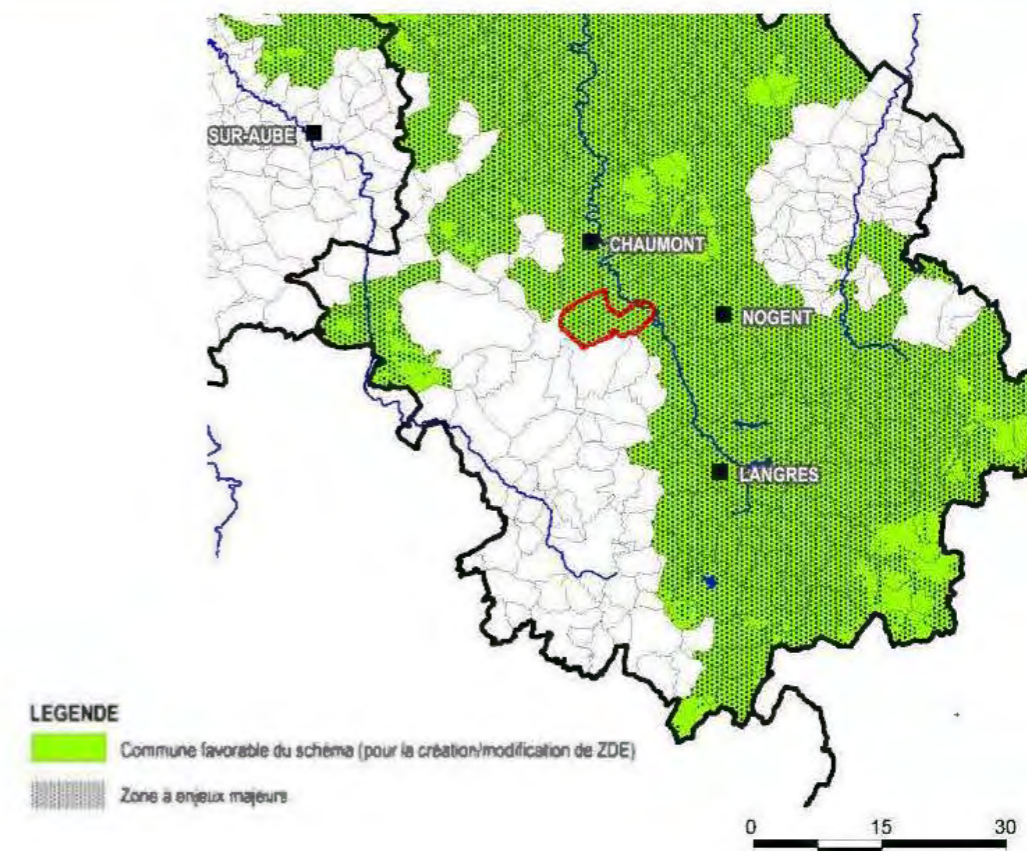 SUR-AUBE
CHAUMONT
NOGENT
LANGRES
LEGENDE
Commune favorable du schéma (pour la création/modification de ZDE)
Zone à enjeux majeurs
0 15 30